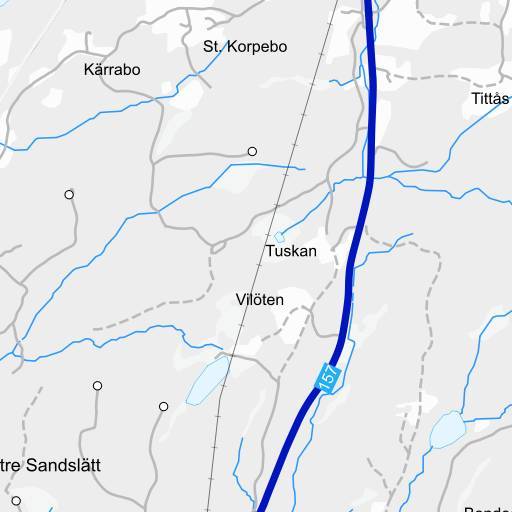 St. Korpebo
Kärrabo
Tittås
Tuskan
Vilöten
157
tre Sandslätt